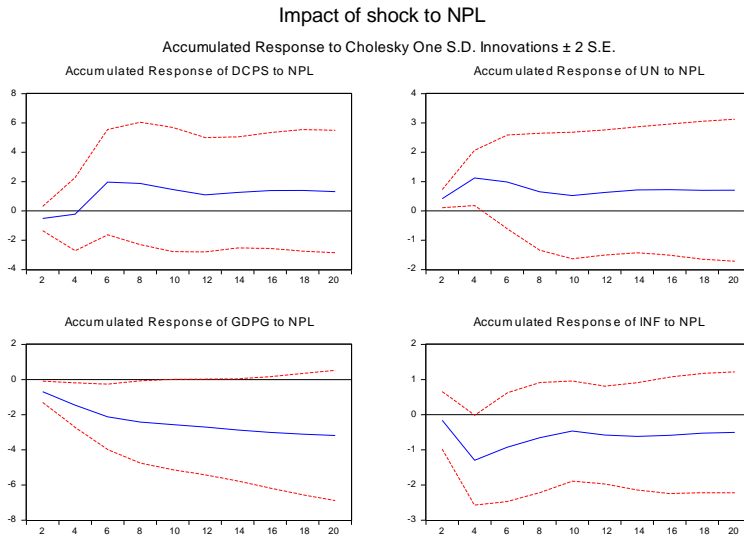 Impact of shock to NPL
Accumulated Response to Cholesky One S.D. Innovations ± 2 S.E.
Accumulated Response of DCPS to NPL
8
6
4
2
0
-2
-4
2 4 6 8 10 12 14 16 18 20
Accumulated Response of UN to NPL
4
3
2
1
0
-1
-2
2 4 6 8 10 12 14 16 18 20
Accumulated Response of GDPG to NPL
2
0
-2
-4
-6
-8
2 4 6 8 10 12 14 16 18 20
Accumulated Response of INF to NPL
2
1
0
-1
-2
-3
2 4 6 8 10 12 14 16 18 20